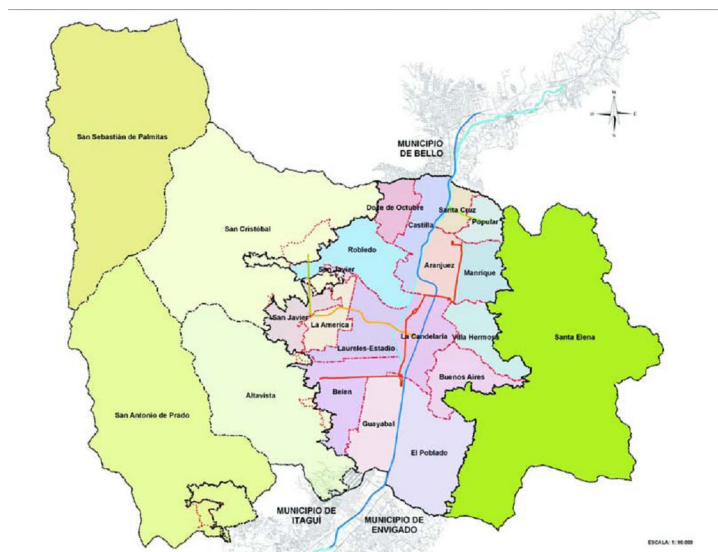 San Sebastián de Palmitas
MUNICIPIO
DE BELLO
N
E
S
Doce de Octubre
Santa Cruz
Popular
Castilla
San Cristóbal
Robledo
Aranjuez
San Javier
Manrique
San Javier
La America
La Candelaria
Villa Hermosa
Santa Elena
Laureles-Estadio
Buenos Aires
Altavista
Belen
San Antonio de Prado
Guayabal
El Poblado
MUNICIPIO DE
ITAGUÍ
MUNICIPIO DE
ENVIGADO